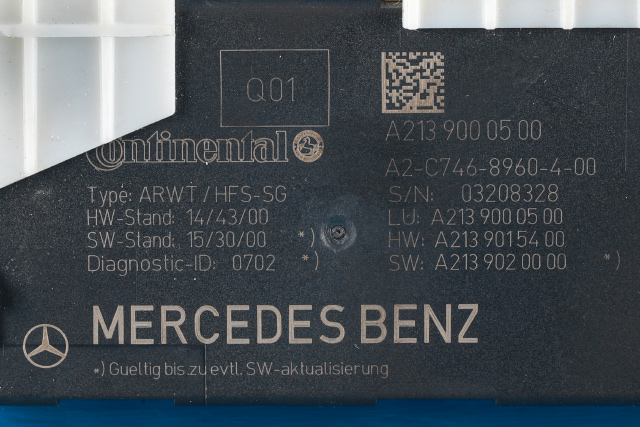 Q01
A213 900 05 00
Continental
A2-C746-8960-4-00
Type: ARWT / HFS-SG
S/N: 03208328
HW-Stand: 14/43/00
LU: A213 900 05 00
SW-Stand: 15/30/00 *)
HW: A213 901 54 00
Diagnostic-ID: 0702 *)
SW: A213 902 00 00 *)
MERCEDES BENZ
*) Gueltig bis zu evtl. SW-aktualisierung